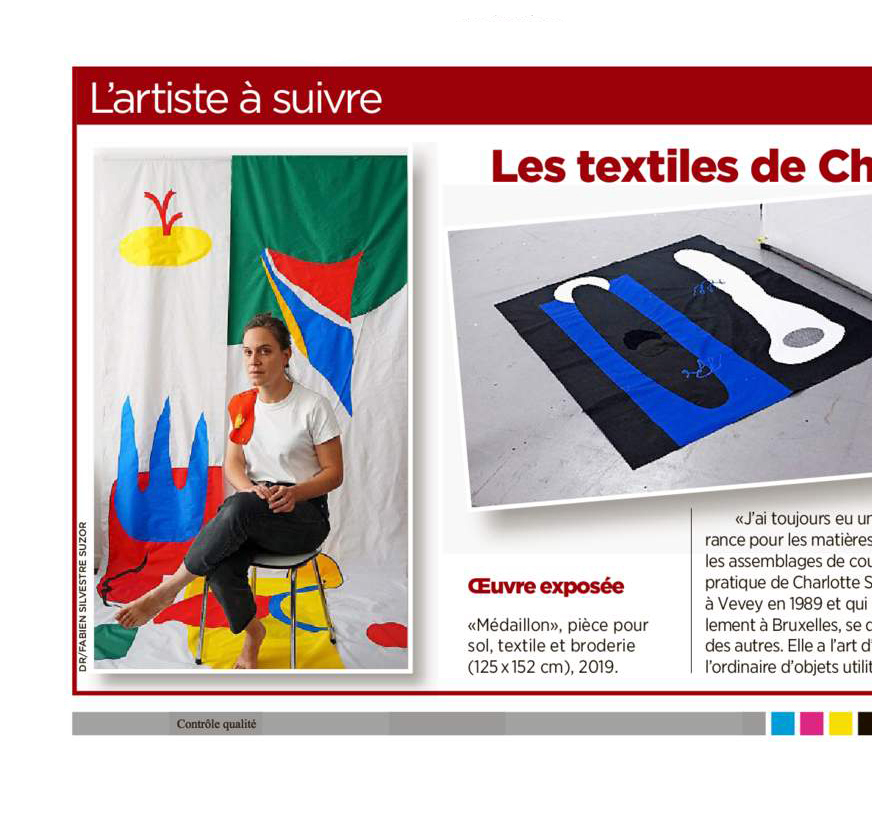 L'artiste à suivre
Les textiles de Ch
DR/FABIEN SILVESTRE SUZOR
Œuvre exposée
«Médaillon», pièce pour
sol, textile et broderie
(125 x 152 cm), 2019.
«J'ai toujours eu un
rance pour les matières
les assemblages de cou
pratique de Charlotte S
à Vevey en 1989 et qui
lement à Bruxelles, se d
des autres. Elle a l'art d'
l'ordinaire d'objets utilit
Contrôle qualité